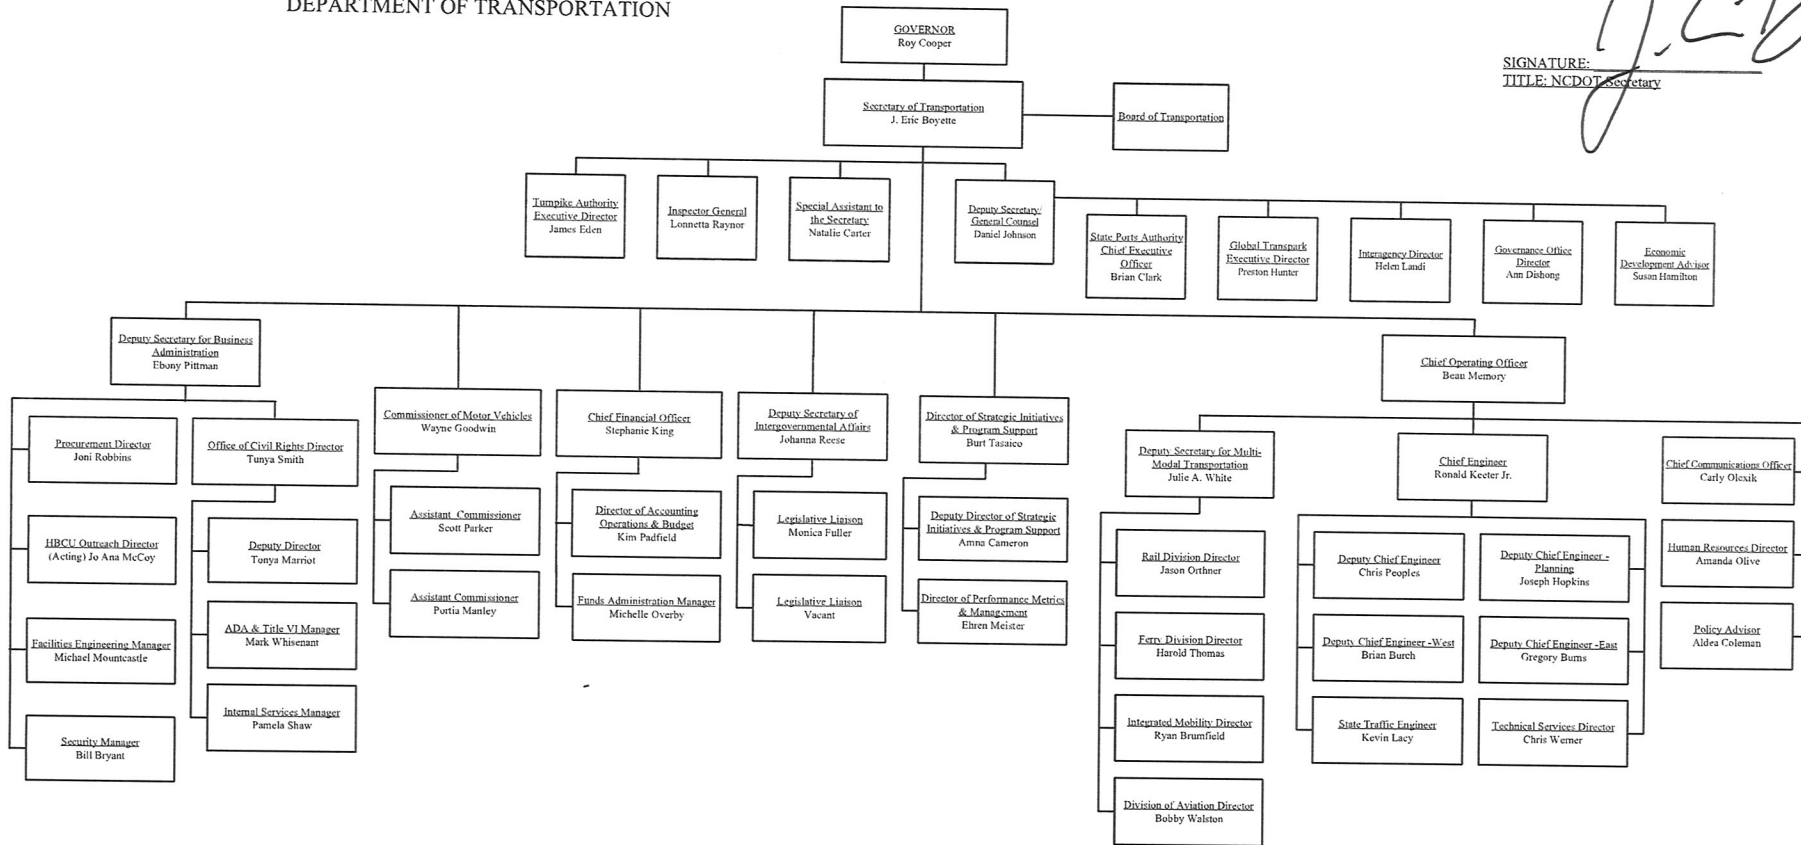 DEPARTMENT OF TRANSPORTATION
GOVERNOR
Roy Cooper
SIGNATURE:
TITLE: NCDOT Secretary
Secretary of Transportation
J. Eric Boyette
Board of Transportation
Turnpike Authority
Executive Director
James Eden
Inspector General
Lonnetta Raynor
Special Assistant to
the Secretary
Natalie Carter
Deputy Secretary/
General Counsel
Daniel Johnson
State Ports Authority
Chief Executive
Officer
Brian Clark
Global Transpark
Executive Director
Preston Hunter
Interagency Director
Helen Landi
Governance Office
Director
Ann Dishong
Economic
Development Advisor
Susan Hamilton
Deputy Secretary for Business
Administration
Ebony Pittman
Procurement Director
Joni Robbins
HBCU Outreach Director
(Acting) Jo Ana McCoy
Facilities Engineering Manager
Michael Mountcastle
Security Manager
Bill Bryant
Office of Civil Rights Director
Tunya Smith
Deputy Director
Tonya Marriot
ADA & Title VI Manager
Mark Whisenant
Internal Services Manager
Pamela Shaw
Commissioner of Motor Vehicles
Wayne Goodwin
Assistant Commissioner
Scott Parker
Assistant Commissioner
Portia Manley
Chief Financial Officer
Stephanie King
Director of Accounting
Operations & Budget
Kim Padfield
Funds Administration Manager
Michelle Overby
Deputy Secretary of
Intergovernmental Affairs
Johanna Reese
Legislative Liaison
Monica Fuller
Legislative Liaison
Vacant
Director of Strategic Initiatives
& Program Support
Burt Tasaico
Deputy Director of Strategic
Initiatives & Program Support
Amna Cameron
Director of Performance Metrics
& Management
Ehren Meister
Chief Operating Officer
Beau Memory
Deputy Secretary for Multi-
Modal Transportation
Julie A. White
Rail Division Director
Jason Orthner
Ferry Division Director
Harold Thomas
Integrated Mobility Director
Ryan Brumfield
Division of Aviation Director
Bobby Walston
Chief Engineer
Ronald Keeter Jr.
Deputy Chief Engineer
Chris Peoples
Deputy Chief Engineer -
Planning
Joseph Hopkins
Deputy Chief Engineer -West
Brian Burch
Deputy Chief Engineer -East
Gregory Burns
State Traffic Engineer
Kevin Lacy
Technical Services Director
Chris Werner
Chief Communications Officer
Carly Olexik
Human Resources Director
Amanda Olive
Policy Advisor
Aldea Coleman